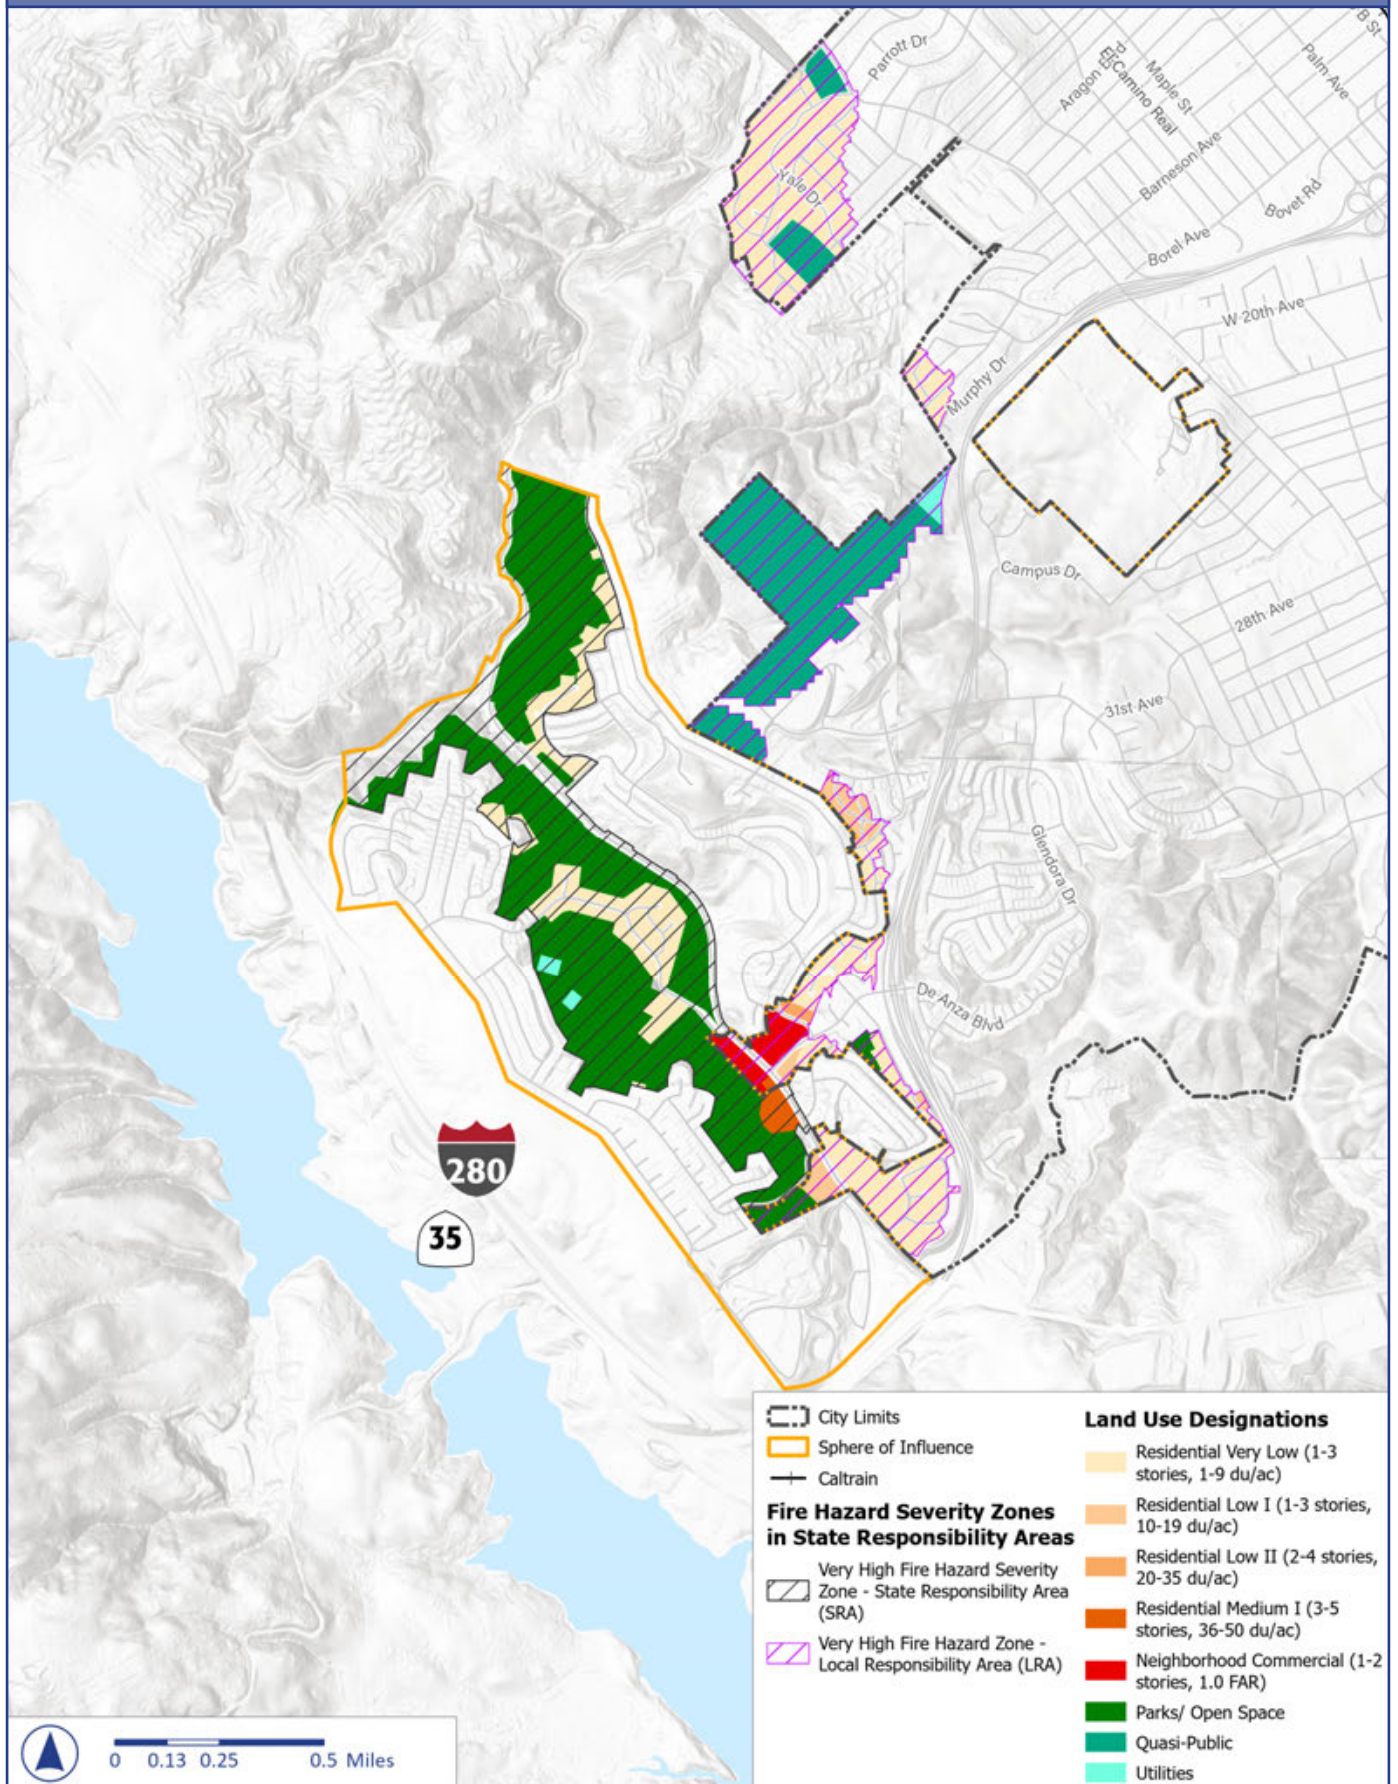 B St
Parrott Dr
Aragon Blvd
El Camino Real
Maple St
Palm Ave
Barneson Ave
Bovet Rd
Borel Ave
Yale Dr
W 20th Ave
Murphy Dr
Campus Dr
28th Ave
31st Ave
Glendora Dr
De Anza Blvd
280
35
City Limits
Sphere of Influence
Caltrain
Fire Hazard Severity Zones
in State Responsibility Areas
Very High Fire Hazard Severity
Zone - State Responsibility Area
(SRA)
Very High Fire Hazard Zone -
Local Responsibility Area (LRA)
Land Use Designations
Residential Very Low (1-3
stories, 1-9 du/ac)
Residential Low I (1-3 stories,
10-19 du/ac)
Residential Low II (2-4 stories,
20-35 du/ac)
Residential Medium I (3-5
stories, 36-50 du/ac)
Neighborhood Commercial (1-2
stories, 1.0 FAR)
Parks/ Open Space
Quasi-Public
Utilities
0 0.13 0.25 0.5 Miles